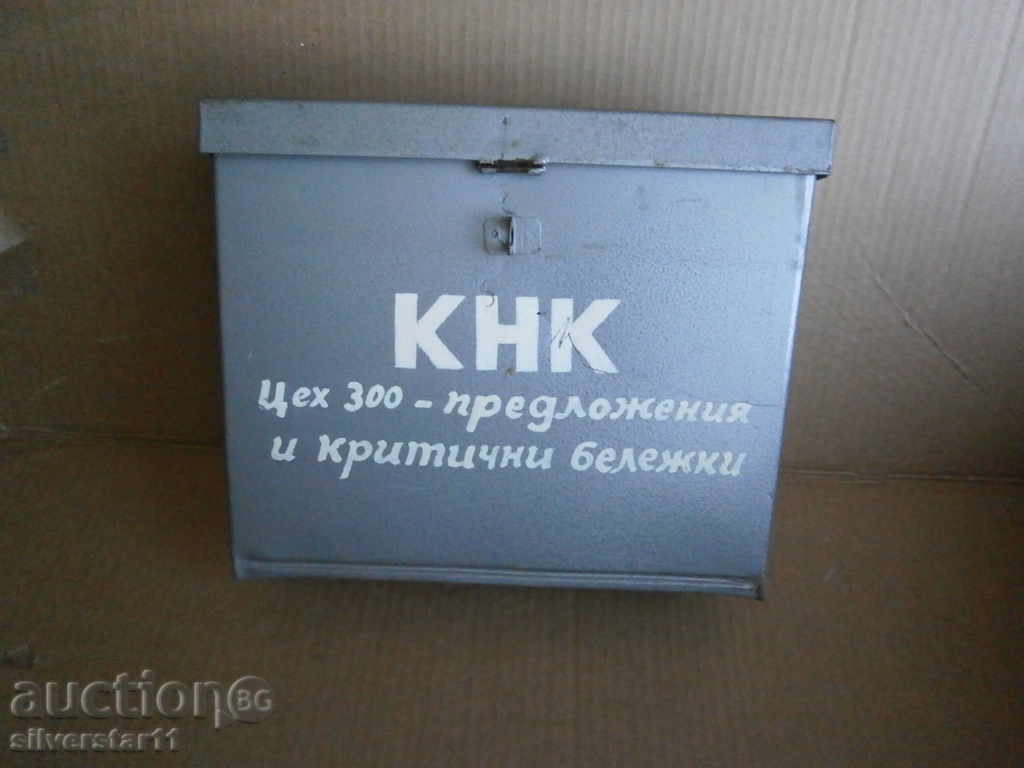 КНК
Цех 300 - предложения
и критични бележки
auction BG
silverstar11